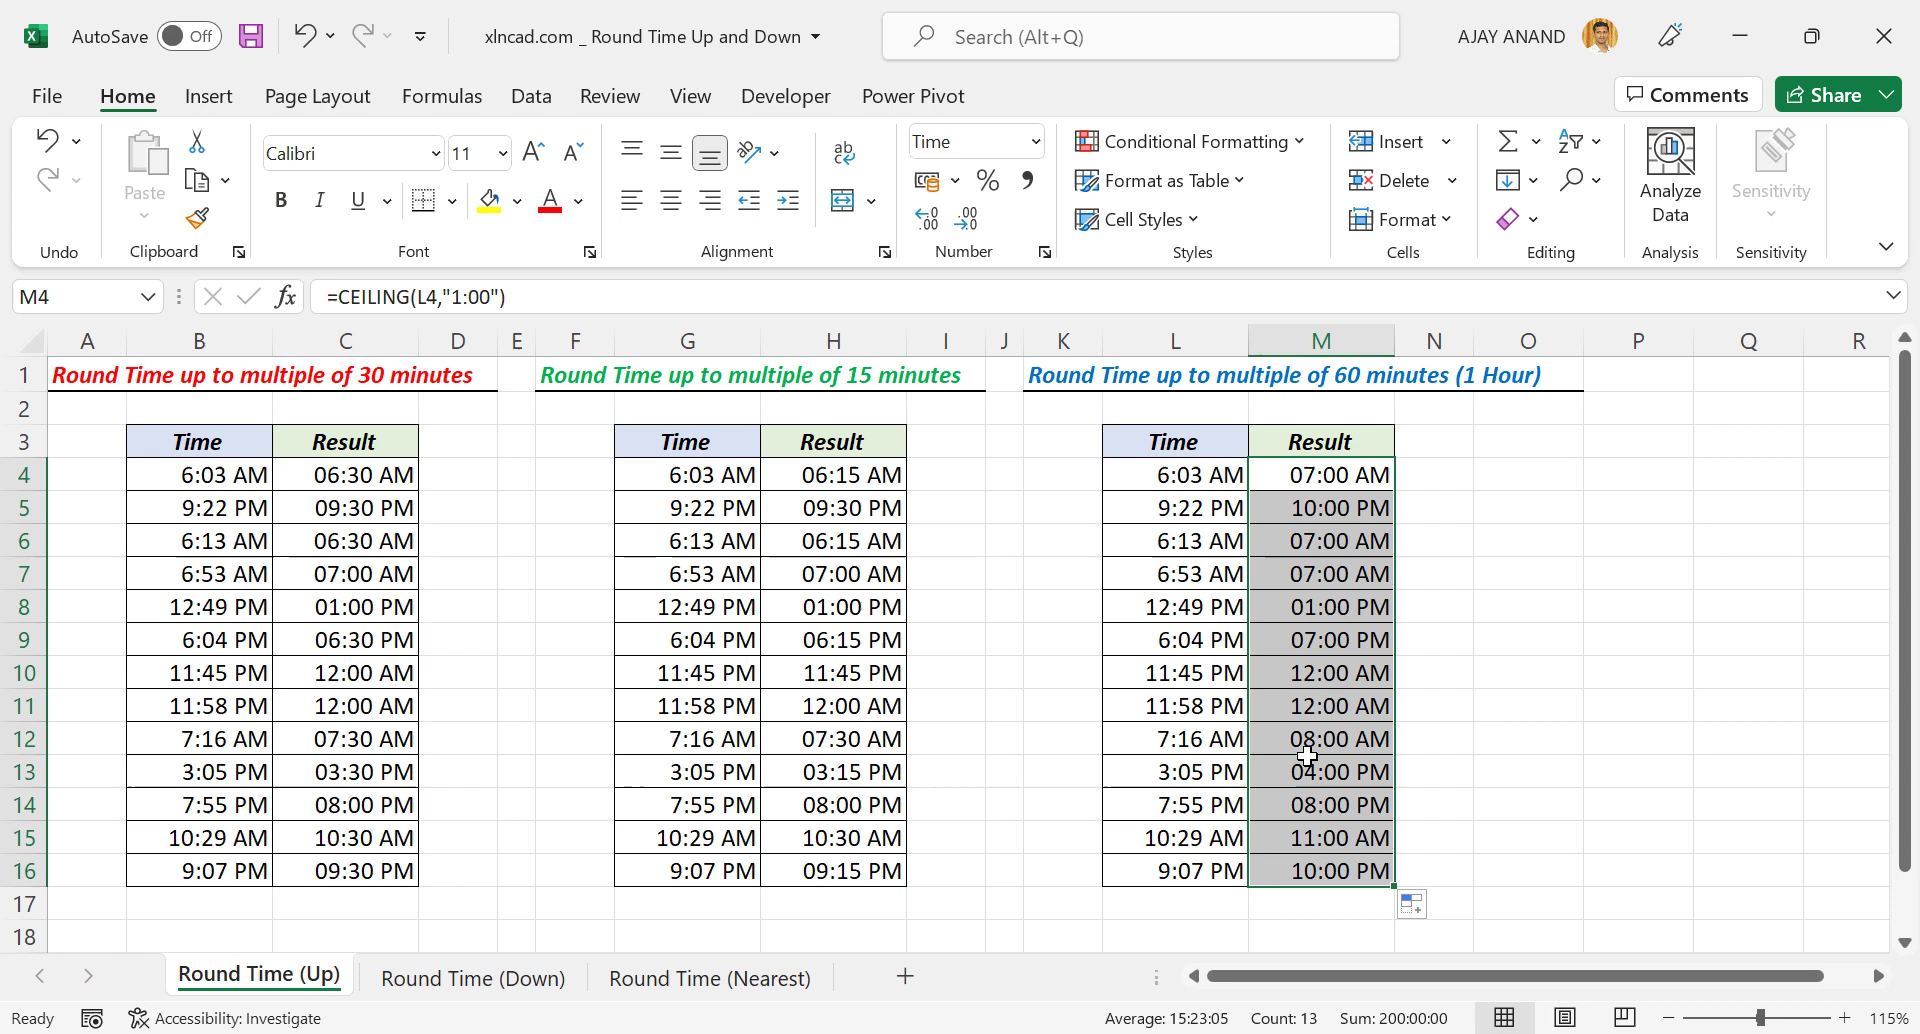 AutoSave Off xlncad.com _ Round Time Up and Down Search (Alt+Q) AJAY ANAND
File Home Insert Page Layout Formulas Data Review View Developer Power Pivot Comments Share
Paste Calibri 11 Time Conditional Formatting Insert Analyze Data Sensitivity
B I U ab % Format as Table Delete
Cell Styles Format
Undo Clipboard Font Alignment Number Styles Cells Editing Analysis Sensitivity
M4 fx =CEILING(L4,"1:00")
A B C D E F G H I J K L M N O P Q R
1 Round Time up to multiple of 30 minutes Round Time up to multiple of 15 minutes Round Time up to multiple of 60 minutes (1 Hour)
2
3 Time Result Time Result Time Result
4 6:03 AM 06:30 AM 6:03 AM 06:15 AM 6:03 AM 07:00 AM
5 9:22 PM 09:30 PM 9:22 PM 09:30 PM 9:22 PM 10:00 PM
6 6:13 AM 06:30 AM 6:13 AM 06:15 AM 6:13 AM 07:00 AM
7 6:53 AM 07:00 AM 6:53 AM 07:00 AM 6:53 AM 07:00 AM
8 12:49 PM 01:00 PM 12:49 PM 01:00 PM 12:49 PM 01:00 PM
9 6:04 PM 06:30 PM 6:04 PM 06:15 PM 6:04 PM 07:00 PM
10 11:45 PM 12:00 AM 11:45 PM 11:45 PM 11:45 PM 12:00 AM
11 11:58 PM 12:00 AM 11:58 PM 12:00 AM 11:58 PM 12:00 AM
12 7:16 AM 07:30 AM 7:16 AM 07:30 AM 7:16 AM 08:00 AM
13 3:05 PM 03:30 PM 3:05 PM 03:15 PM 3:05 PM 04:00 PM
14 7:55 PM 08:00 PM 7:55 PM 08:00 PM 7:55 PM 08:00 PM
15 10:29 AM 10:30 AM 10:29 AM 10:30 AM 10:29 AM 11:00 AM
16 9:07 PM 09:30 PM 9:07 PM 09:15 PM 9:07 PM 10:00 PM
17
18
Round Time (Up) Round Time (Down) Round Time (Nearest)
Ready Accessibility: Investigate Average: 15:23:05 Count: 13 Sum: 200:00:00 115%